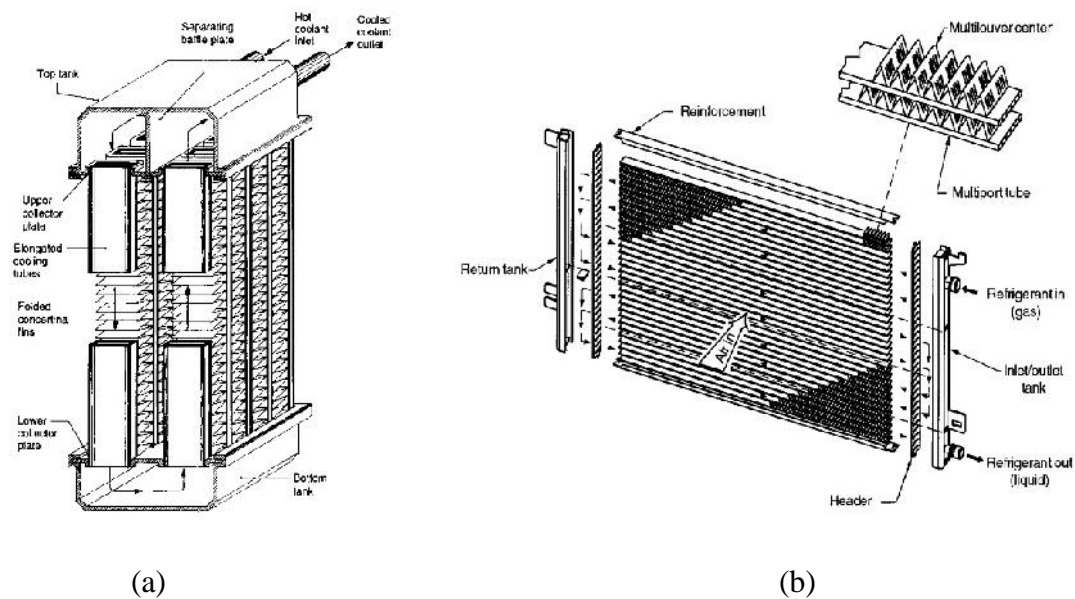 Separating
baffle plate
Hot
coolant
Inlet
Cooled
coolant
outlet
Top tank
Upper
collector
plate
Elongated
cooling
tubes
Folded
concertina
fins
Lower
collector
plate
Bottom
tank
(a)
Multilouver center
Reinforcement
Multiport tube
Return tank
Air in
Refrigerant in
(gas)
Inlet/outlet
tank
Refrigerant out
(liquid)
Header
(b)